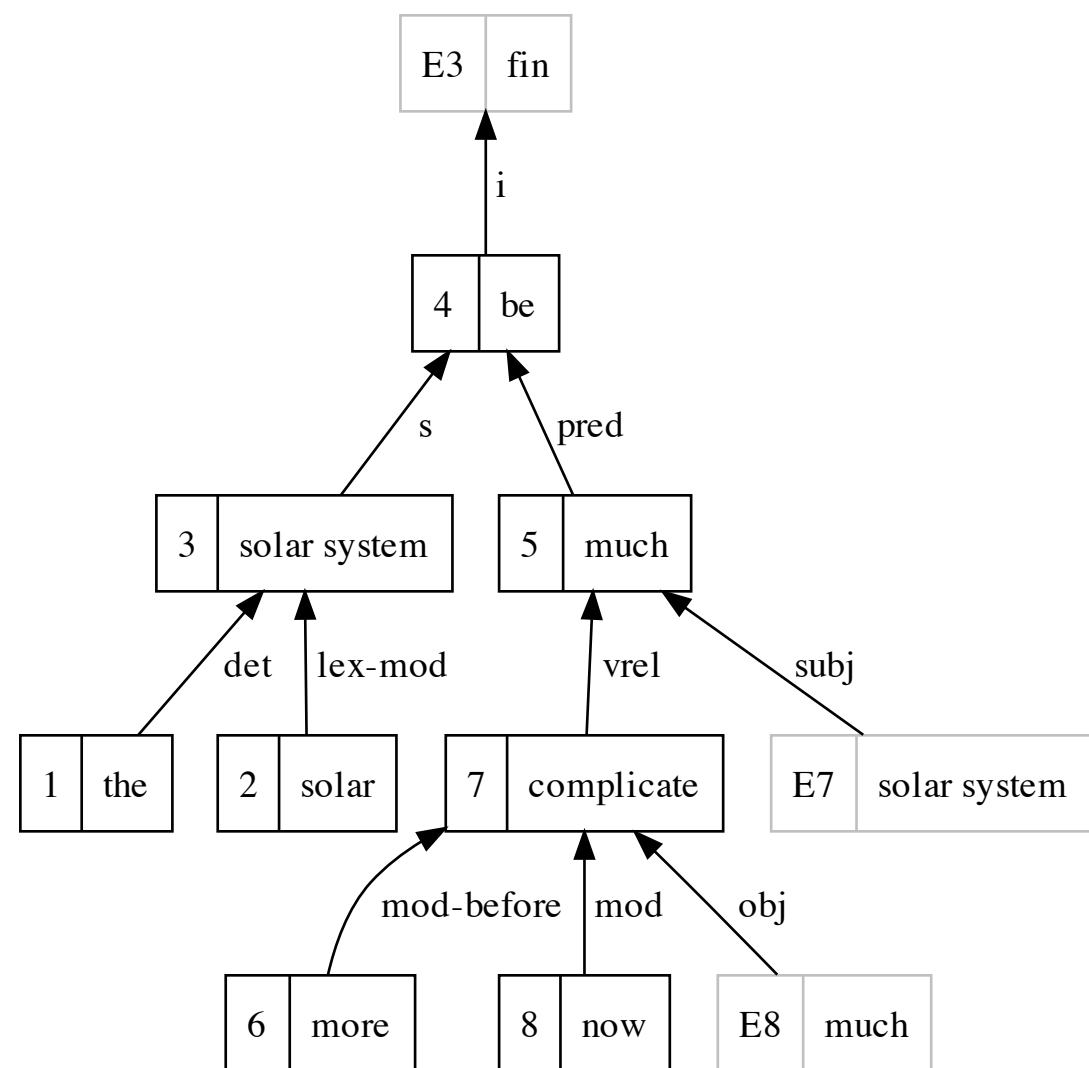 E3 fin
i
4 be
s pred
3 solar system 5 much
det lex-mod vrel subj
1 the 2 solar 7 complicate E7 solar system
mod-before mod obj
6 more 8 now E8 much